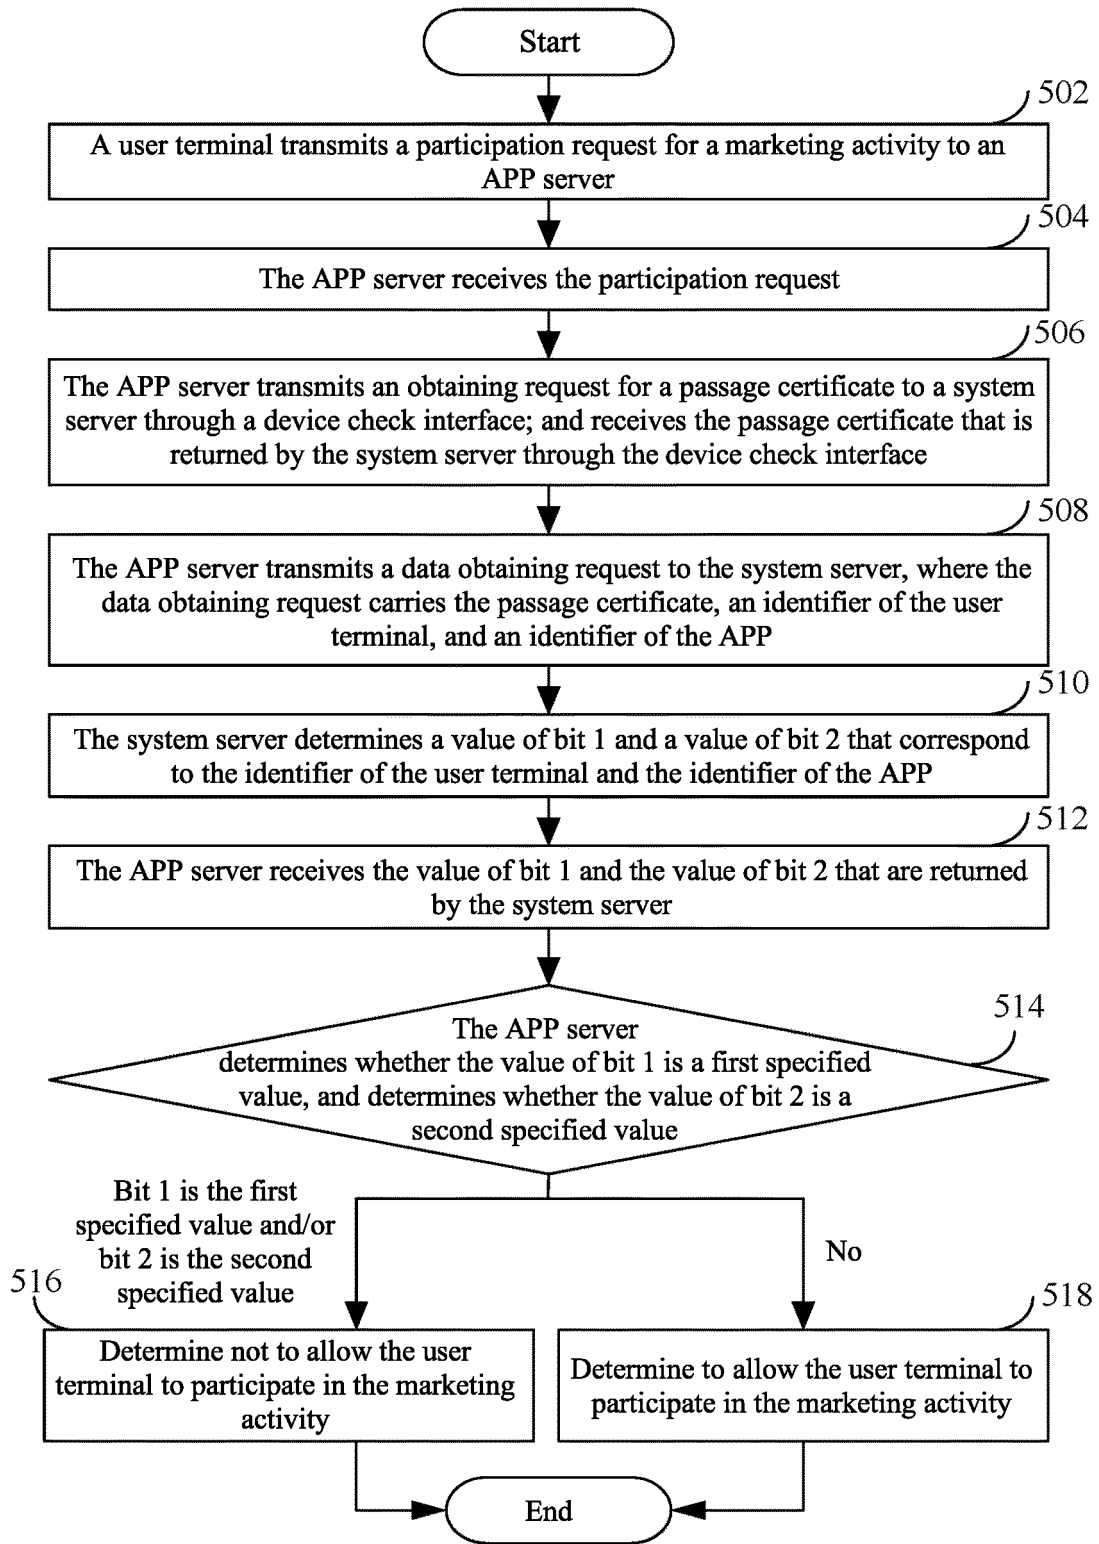 Start
502
A user terminal transmits a participation request for a marketing activity to an
APP server
504
The APP server receives the participation request
506
The APP server transmits an obtaining request for a passage certificate to a system
server through a device check interface; and receives the passage certificate that is
returned by the system server through the device check interface
508
The APP server transmits a data obtaining request to the system server, where the
data obtaining request carries the passage certificate, an identifier of the user
terminal, and an identifier of the APP
510
The system server determines a value of bit 1 and a value of bit 2 that correspond
to the identifier of the user terminal and the identifier of the APP
512
The APP server receives the value of bit 1 and the value of bit 2 that are returned
by the system server
514
The APP server
determines whether the value of bit 1 is a first specified
value, and determines whether the value of bit 2 is a
second specified value
Bit 1 is the first
specified value and/or
bit 2 is the second
specified value
No
516
Determine not to allow the user
terminal to participate in the marketing
activity
518
Determine to allow the user terminal to
participate in the marketing activity
End